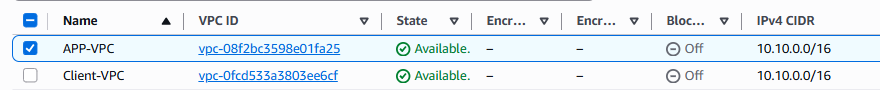 Name VPC ID State Encr... Encr... Bloc... IPv4 CIDR
APP-VPC vpc-08f2bc3598e01fa25 Available. – – Off 10.10.0.0/16
Client-VPC vpc-0fcd533a3803ee6cf Available. – – Off 10.10.0.0/16